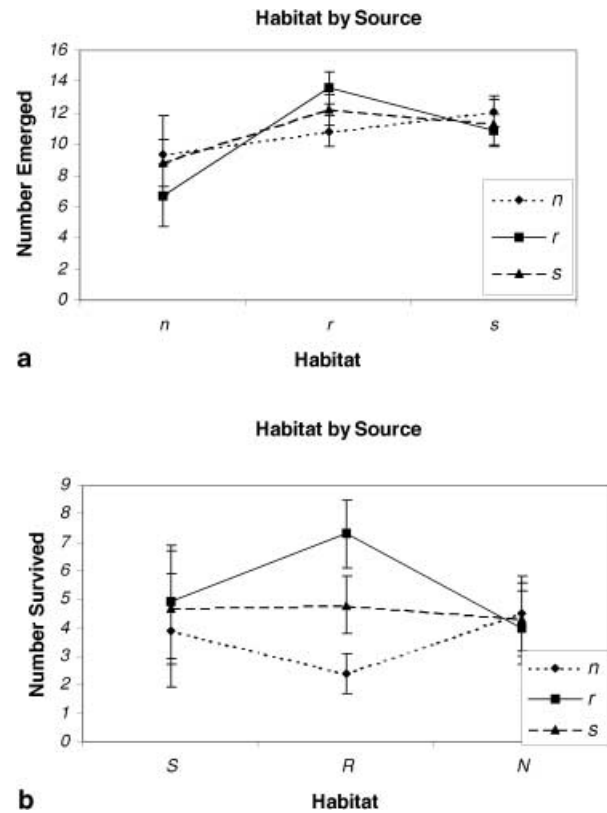 Habitat by Source
Number Emerged
16
14
12
10
8
6
4
2
0
n
r
s
n r s
a
Habitat
Habitat by Source
Number Survived
9
8
7
6
5
4
3
2
1
0
n
r
s
S R N
b
Habitat